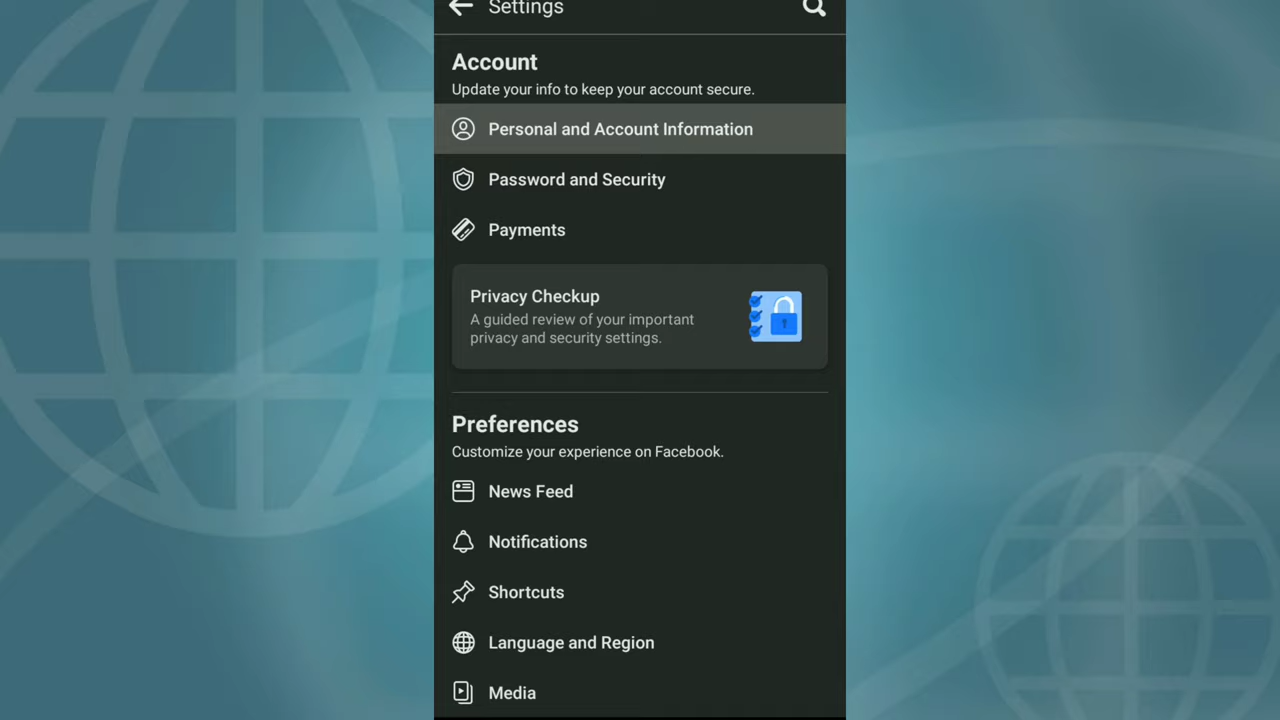 Settings
Account
Update your info to keep your account secure.
Personal and Account Information
Password and Security
Payments
Privacy Checkup
A guided review of your important
privacy and security settings.
Preferences
Customize your experience on Facebook.
News Feed
Notifications
Shortcuts
Language and Region
Media